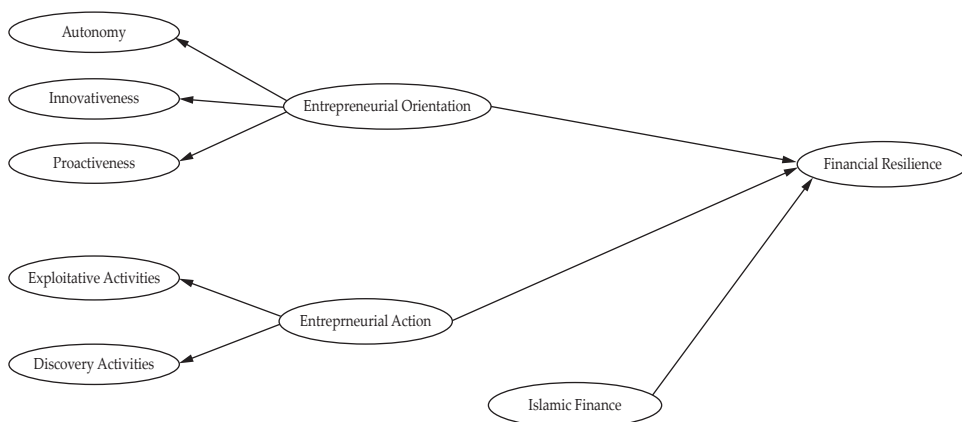 Autonomy
Innovativeness
Entrepreneurial Orientation
Proactiveness
Financial Resilience
Exploitative Activities
Entreprneurial Action
Discovery Activities
Islamic Finance